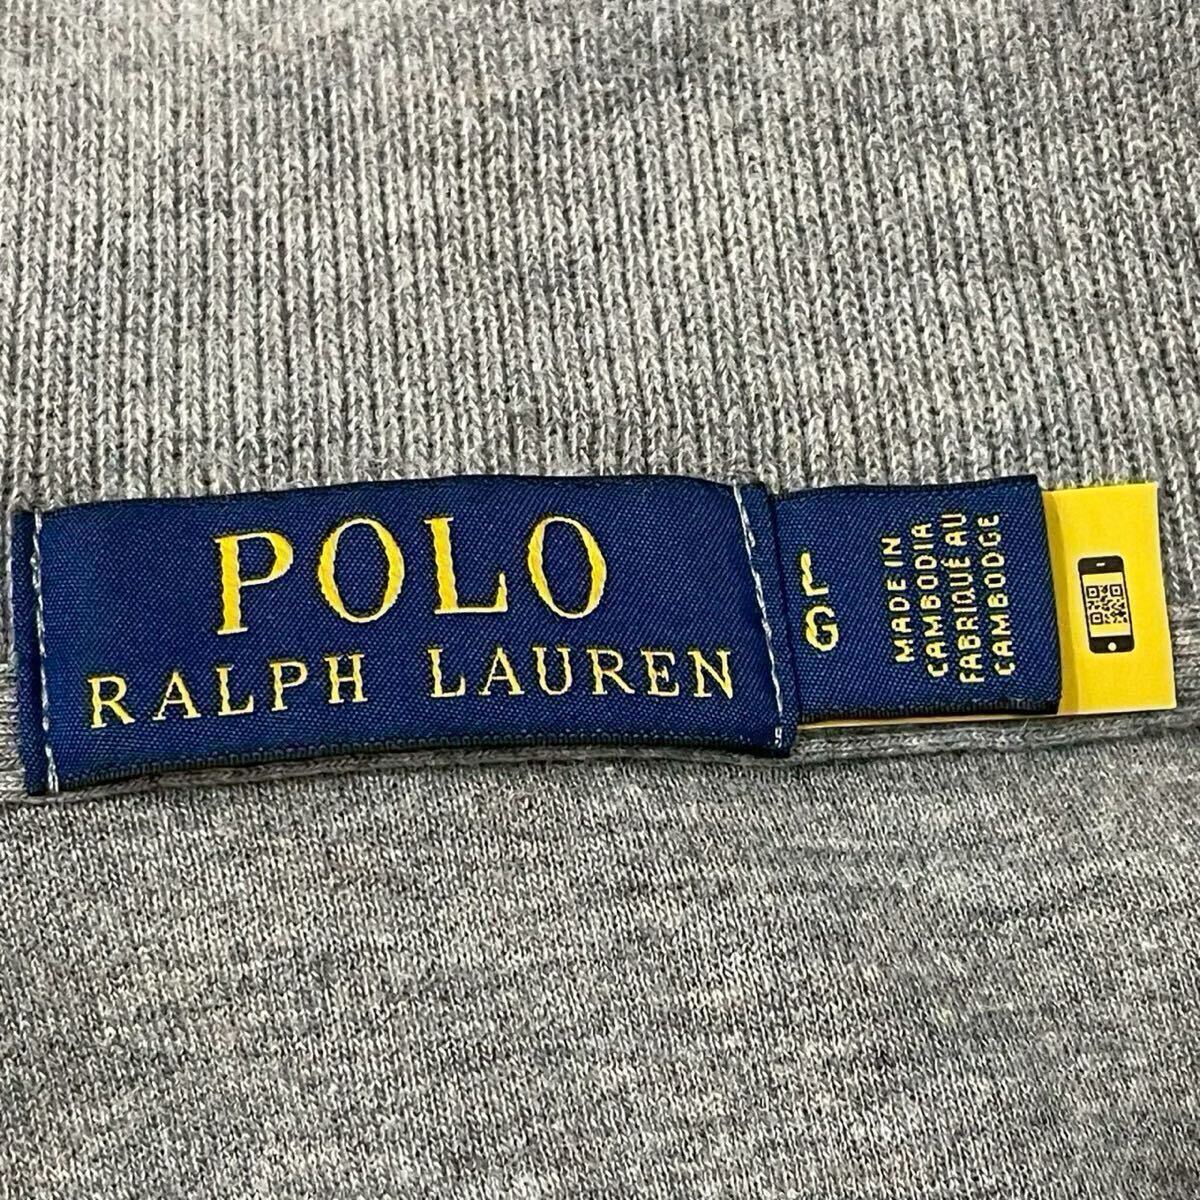 POLO
RALPH LAUREN
L
G
MADE IN
CAMBODIA
FABRIQUÉ AU
CAMBODGE